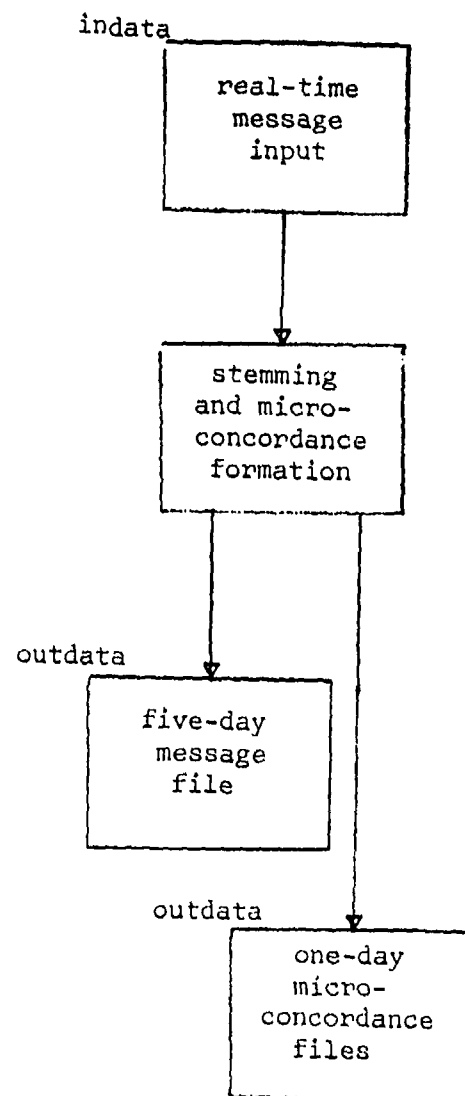 indata
real-time
message
input
stemming
and micro-
concordance
formation
outdata
five-day
message
file
outdata
one-day
micro-
concordance
files